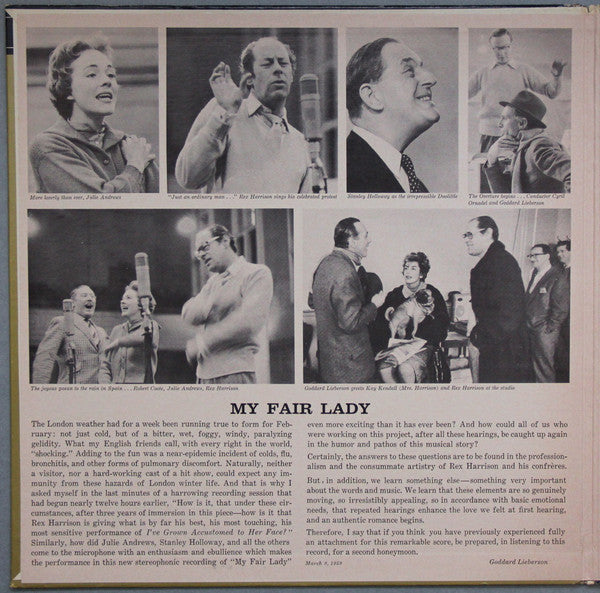 More lovely than ever, Julie Andrews
"Just an ordinary man . . ." Rex Harrison sings his celebrated protest
Stanley Holloway as the irrepressible Doolittle
The Overture begins . . . Conductor Cyril
Ornadel and Goddard Lieberson
The joyous paean to the rain in Spain. . . . Robert Coote, Julie Andrews, Rex Harrison
Goddard Lieberson greets Kay Kendall (Mrs. Harrison) and Rex Harrison at the studio
MY FAIR LADY
The London weather had for a week been running true to form for Feb-
ruary: not just cold, but of a bitter, wet, foggy, windy, paralyzing
gelidity. What my English friends call, with every right in the world,
"shocking." Adding to the fun was a near-epidemic incident of colds, flu,
bronchitis, and other forms of pulmonary discomfort. Naturally, neither
a visitor, nor a hard-working cast of a hit show, could expect any im-
munity from these hazards of London winter life. And that is why I
asked myself in the last minutes of a harrowing recording session that
had begun nearly twelve hours earlier, "How is it, that under these cir-
cumstances, after three years of immersion in this piece—how is it that
Rex Harrison is giving what is by far his best, his most touching, his
most sensitive performance of I've Grown Accustomed to Her Face?"
Similarly, how did Julie Andrews, Stanley Holloway, and all the others
come to the microphone with an enthusiasm and ebullience which makes
the performance in this new stereophonic recording of "My Fair Lady"
even more exciting than it has ever been? And how could all of us who
were working on this project, after all these hearings, be caught up again
in the humor and pathos of this musical story?
Certainly, the answers to these questions are to be found in the profession-
alism and the consummate artistry of Rex Harrison and his confrères.
But, in addition, we learn something else—something very important
about the words and music. We learn that these elements are so genuinely
moving, so irresistibly appealing, so in accordance with basic emotional
needs, that repeated hearings enhance the love we felt at first hearing,
and an authentic romance begins.
Therefore, I say that if you think you have previously experienced fully
an attachment for this remarkable score, be prepared, in listening to this
record, for a second honeymoon.
March 8, 1959
Goddard Lieberson